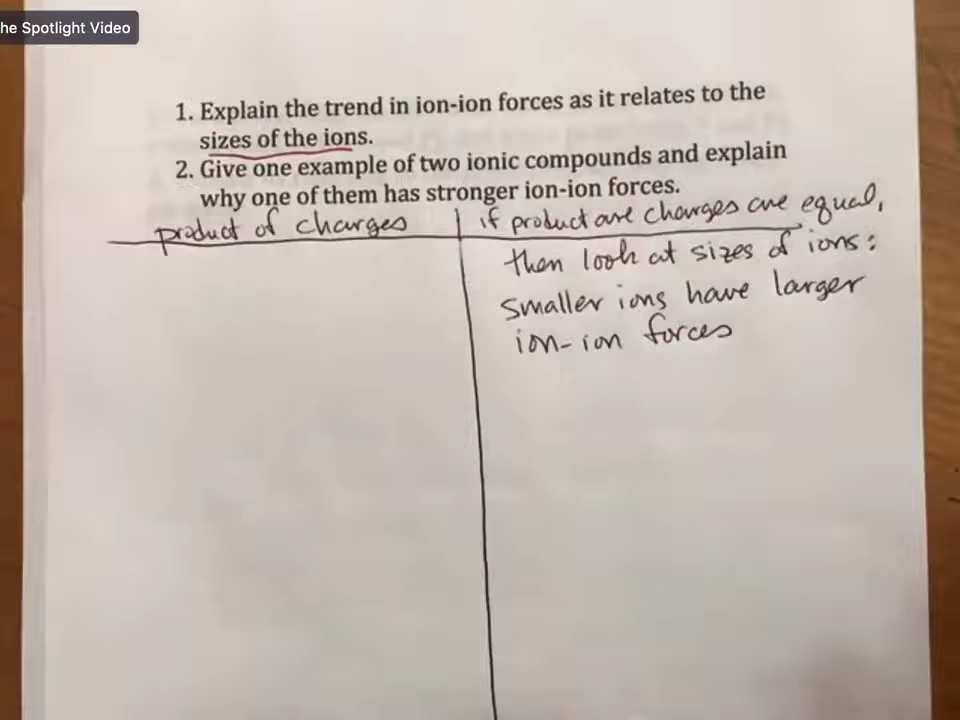 he Spotlight Video
1. Explain the trend in ion-ion forces as it relates to the
sizes of the ions.
2. Give one example of two ionic compounds and explain
why one of them has stronger ion-ion forces.
product of charges
if product are charges are equal,
then look at sizes of ions:
smaller ions have larger
ion-ion forces